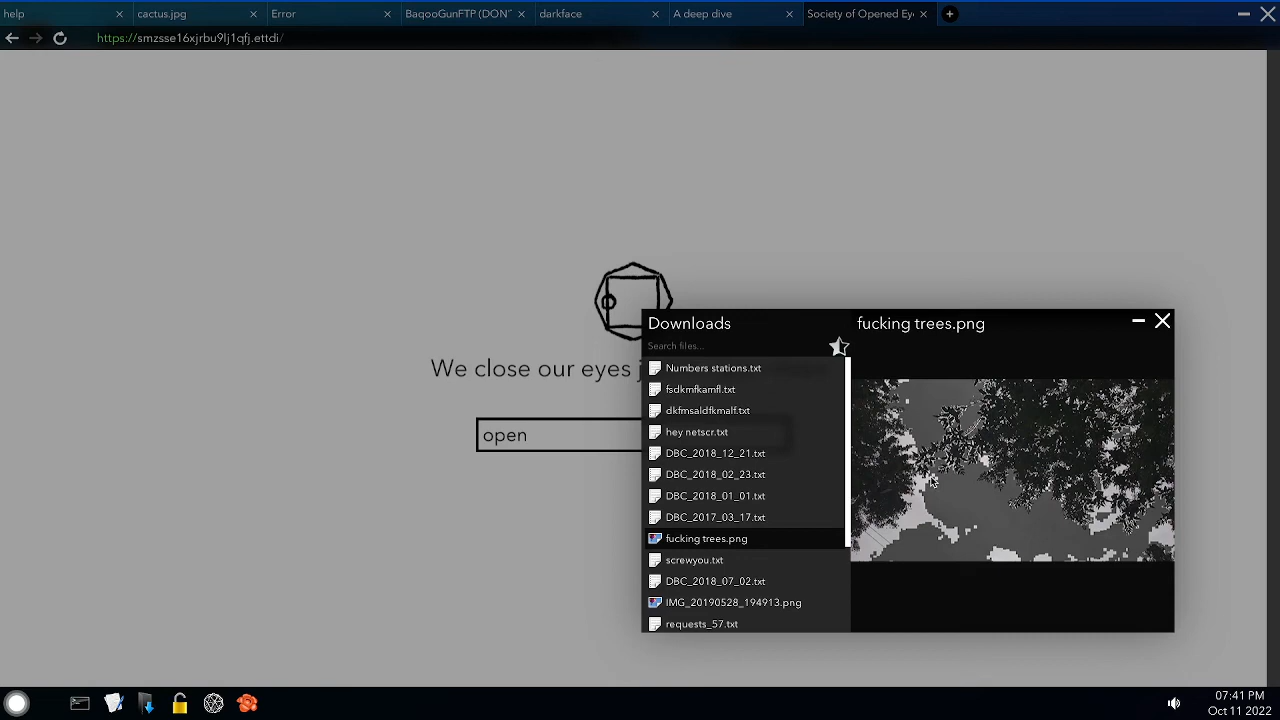 help
cactus.jpg
Error
BaqooGunFTP (DON'T
darkface
A deep dive
Society of Opened Eye
https://smzsse16xjrbu9lj1qfj.ettdi/
We close our eyes
open
Downloads
Search files...
Numbers stations.txt
fsdkmfkamfl.txt
dkfmsaldfkmalf.txt
hey netscr.txt
DBC_2018_12_21.txt
DBC_2018_02_23.txt
DBC_2018_01_01.txt
DBC_2017_03_17.txt
fucking trees.png
screwyou.txt
DBC_2018_07_02.txt
IMG_20190528_194913.png
requests_57.txt
fucking trees.png
07:41 PM
Oct 11 2022